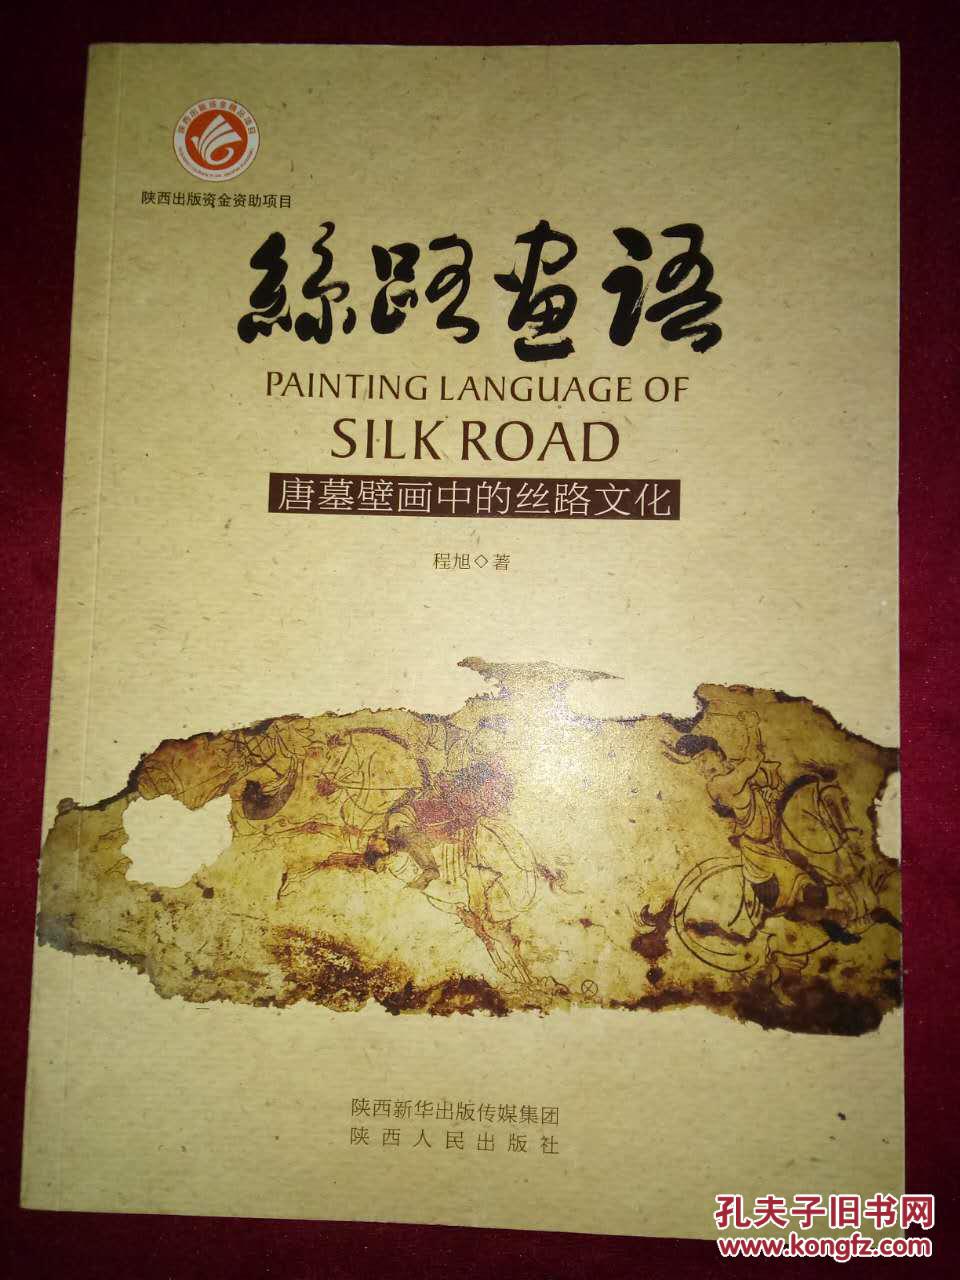 陕西出版资金资助项目
絲路画语
PAINTING LANGUAGE OF
SILK ROAD
唐墓壁画中的丝路文化
程旭◇著
陕西新华出版传媒集团
陕西人民出版社
孔夫子旧书网
www.kongfz.com